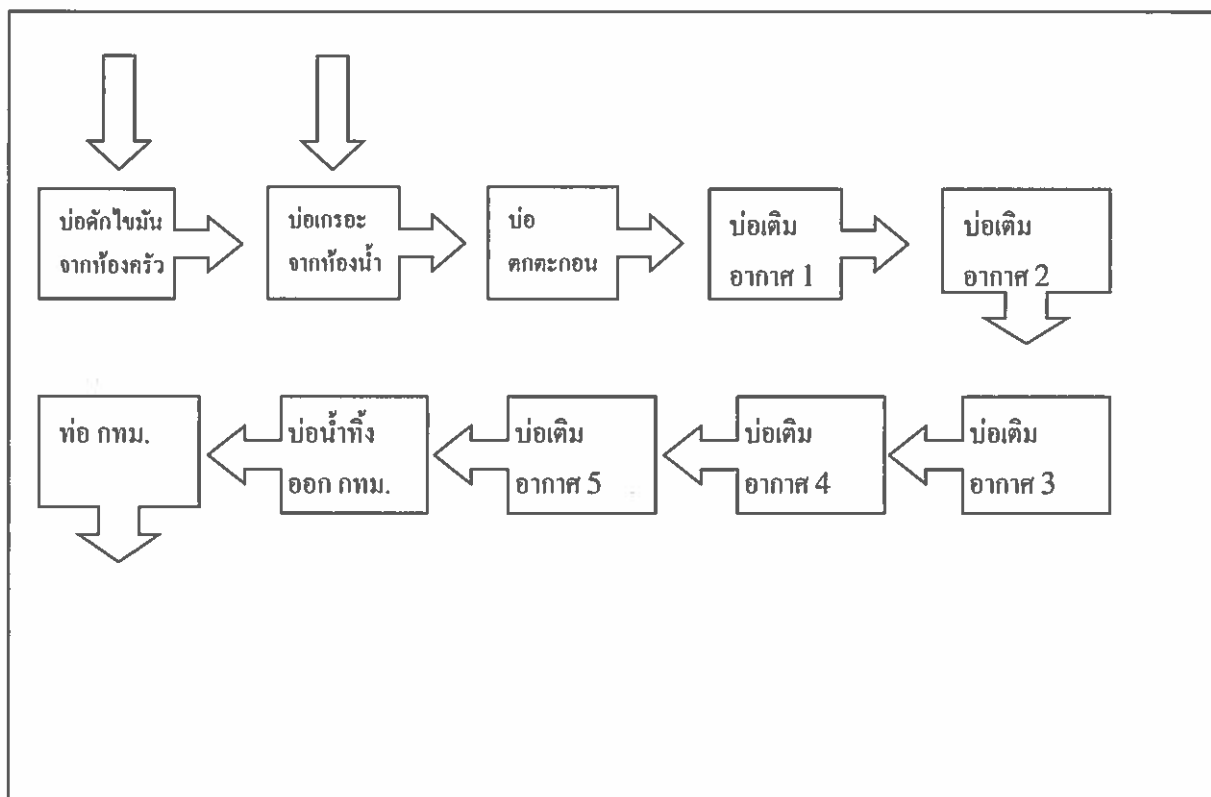 บ่อดักไขมัน
จากห้องครัว
บ่อเกรอะ
จากห้องน้ำ
บ่อ
ตกตะกอน
บ่อเติม
อากาศ 1
บ่อเติม
อากาศ 2
ท่อ กทม.
บ่อน้ำทิ้ง
ออก กทม.
บ่อเติม
อากาศ 5
บ่อเติม
อากาศ 4
บ่อเติม
อากาศ 3